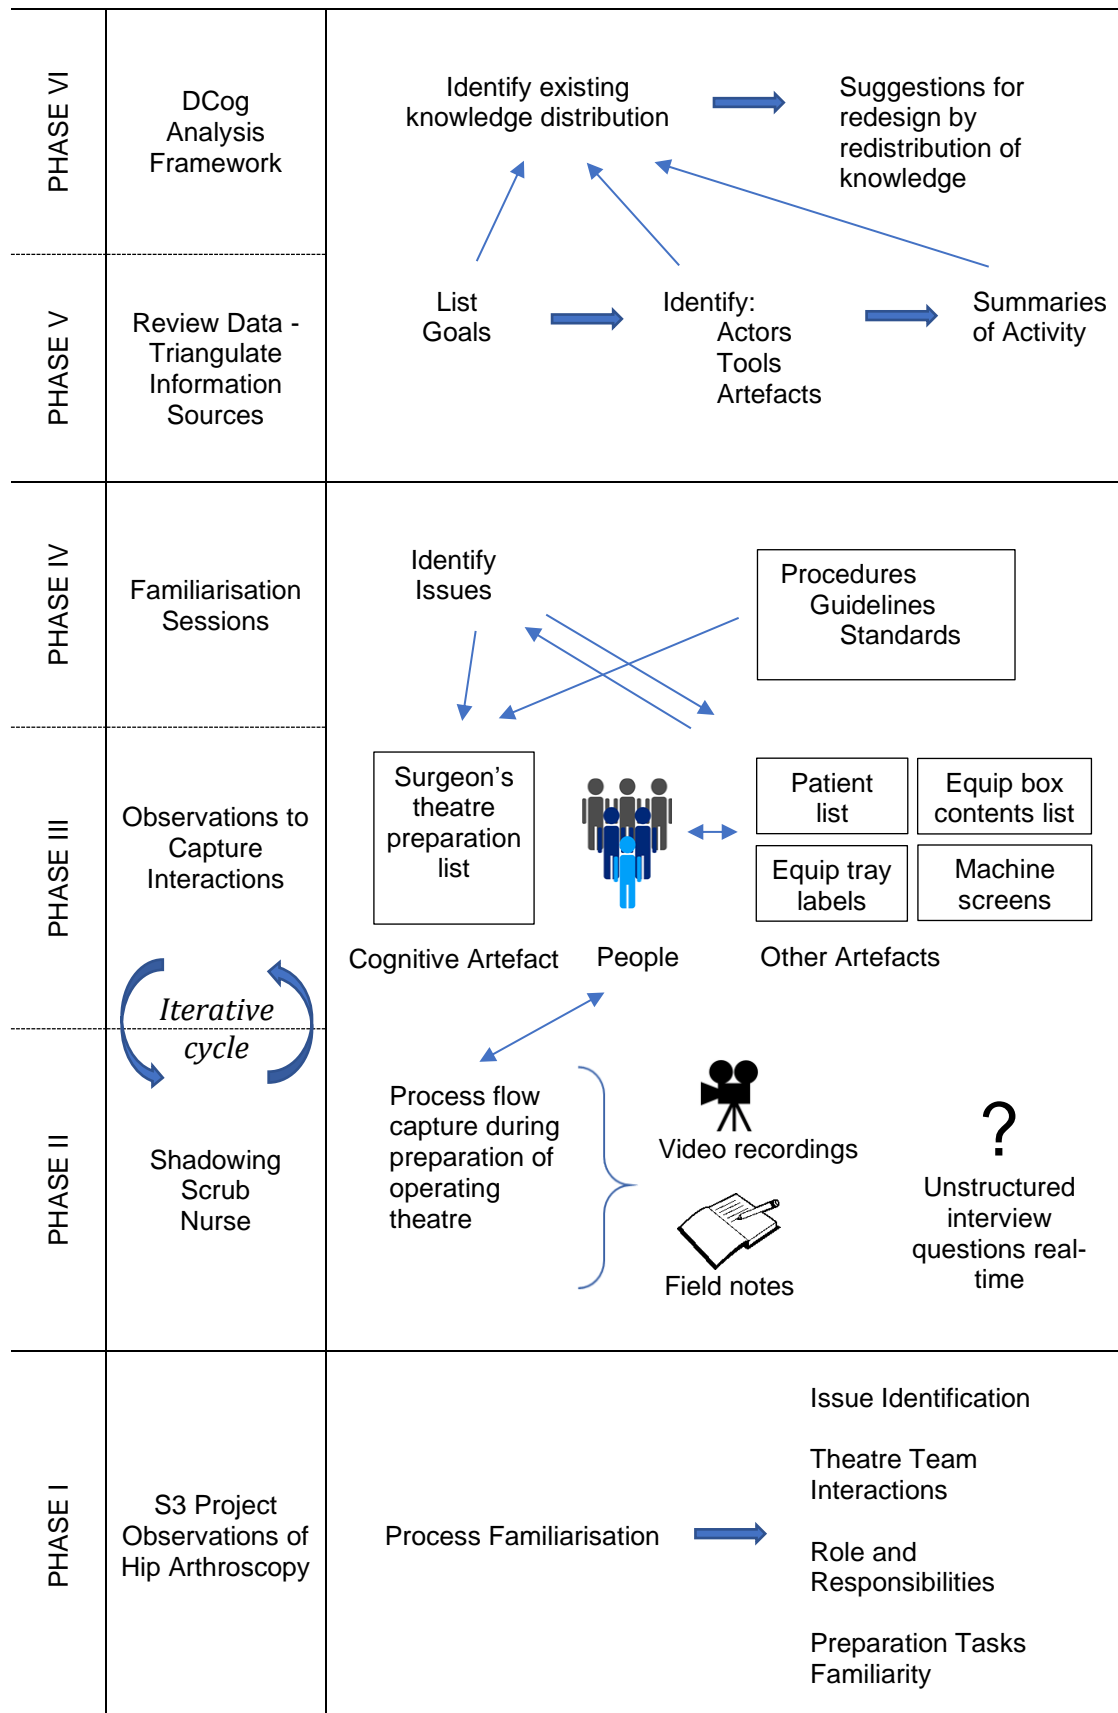 PHASE VI
DCog
Analysis
Framework
Identify existing
knowledge distribution
Suggestions for
redesign by
redistribution of
knowledge
PHASE V
Review Data -
Triangulate
Information
Sources
List
Goals
Identify:
Actors
Tools
Artefacts
Summaries
of Activity
PHASE IV
Familiarisation
Sessions
Identify
Issues
Procedures
Guidelines
Standards
PHASE III
Observations to
Capture
Interactions
Surgeon’s
theatre
preparation
list
Cognitive Artefact
People
Patient
list
Equip box
contents list
Equip tray
labels
Machine
screens
Other Artefacts
Iterative
cycle
PHASE II
Shadowing
Scrub
Nurse
Process flow
capture during
preparation of
operating
theatre
Video recordings
Field notes
?
Unstructured
interview
questions real-
time
PHASE I
S3 Project
Observations of
Hip Arthroscopy
Process Familiarisation
Issue Identification
Theatre Team
Interactions
Role and
Responsibilities
Preparation Tasks
Familiarity